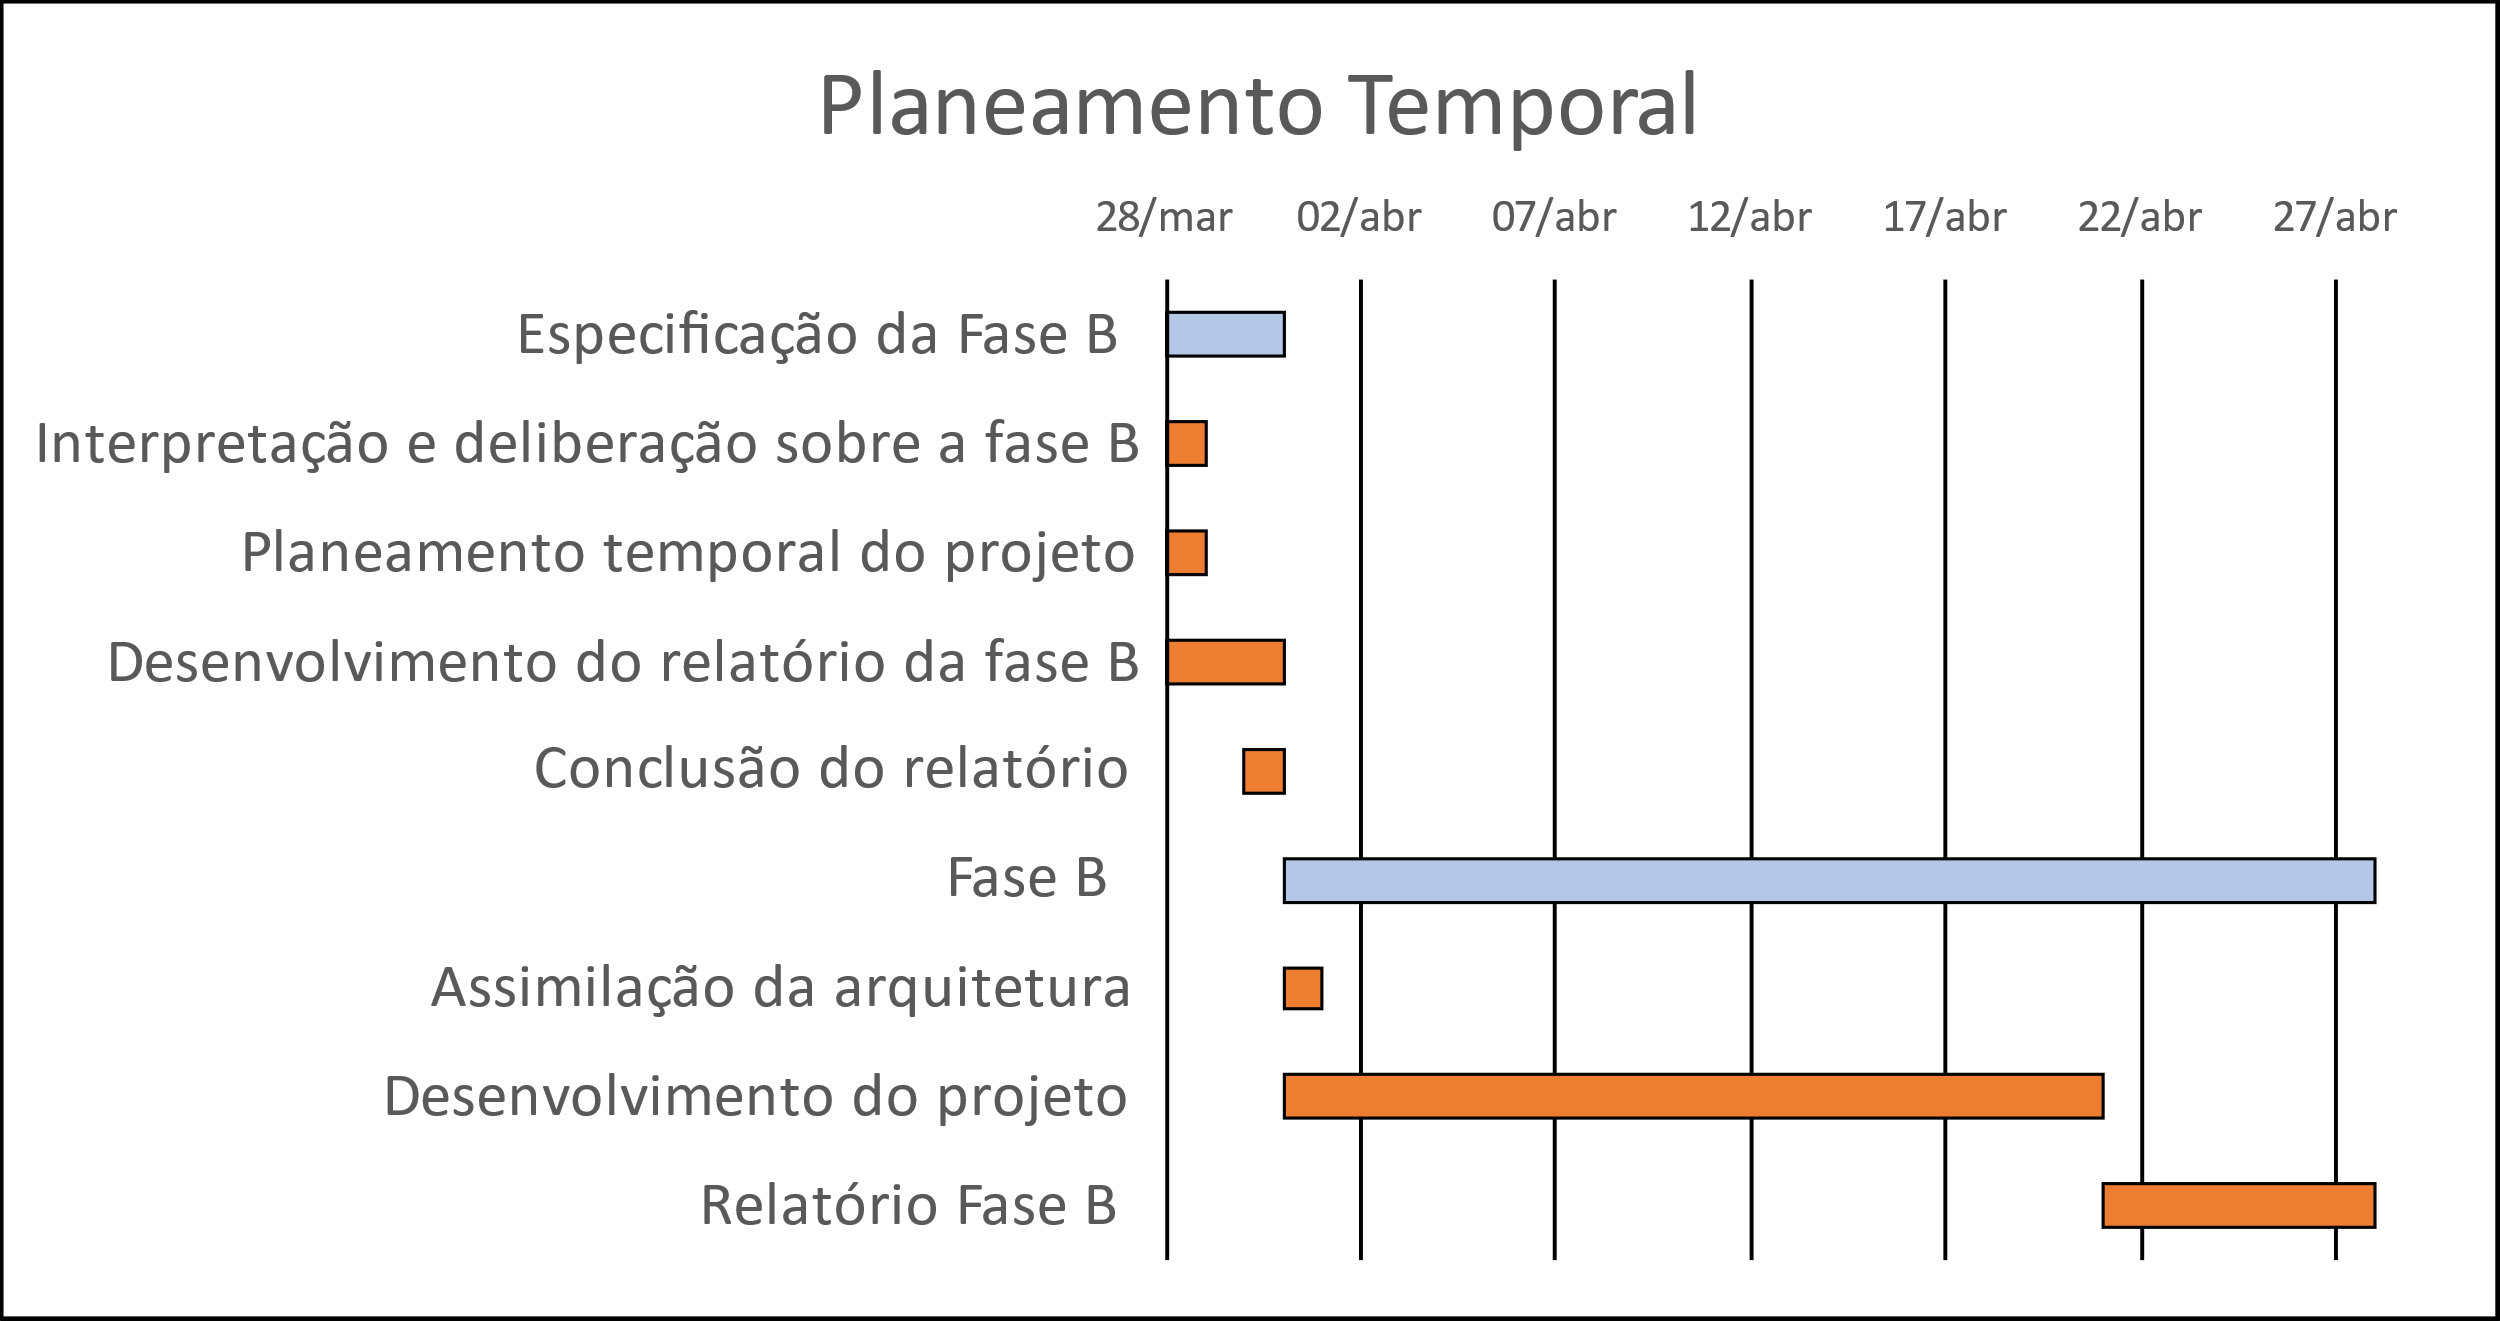 Planeamento Temporal
28/mar 02/abr 07/abr 12/abr 17/abr 22/abr 27/abr
Especificação da Fase B
Interpretação e deliberação sobre a fase B
Planeamento temporal do projeto
Desenvolvimento do relatório da fase B
Conclusão do relatório
Fase B
Assimilação da arquitetura
Desenvolvimento do projeto
Relatório Fase B